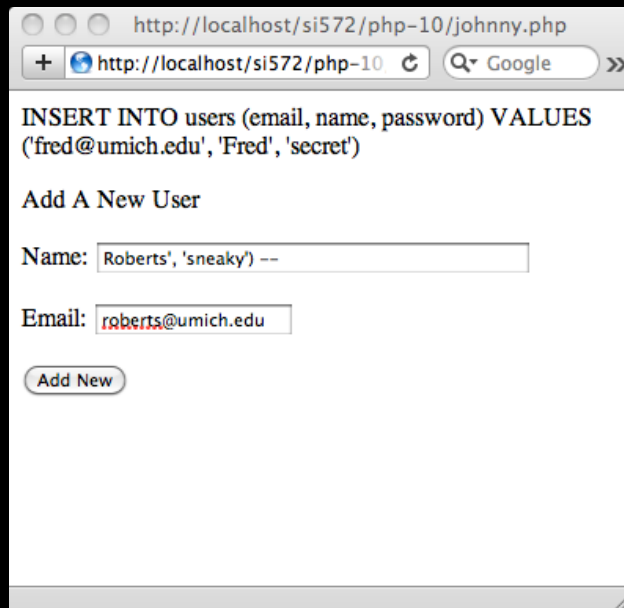 http://localhost/si572/php-10/johnny.php
+ http://localhost/si572/php-10 Google »
INSERT INTO users (email, name, password) VALUES
('fred@umich.edu', 'Fred', 'secret')
Add A New User
Name: Roberts', 'sneaky') --
Email: roberts@umich.edu
Add New